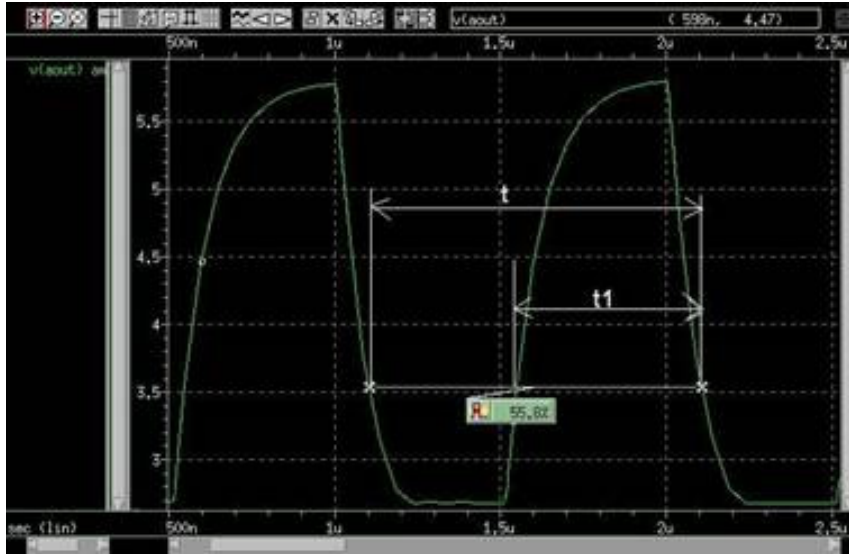 v(aout) ( 598n, 4.47)
500n 1u 1.5u 2u 2.5u
v(aout)
5.5
5
4.5
4
3.5
3
t
t1
55.8%
sec (lin) 500n 1u 1.5u 2u 2.5u